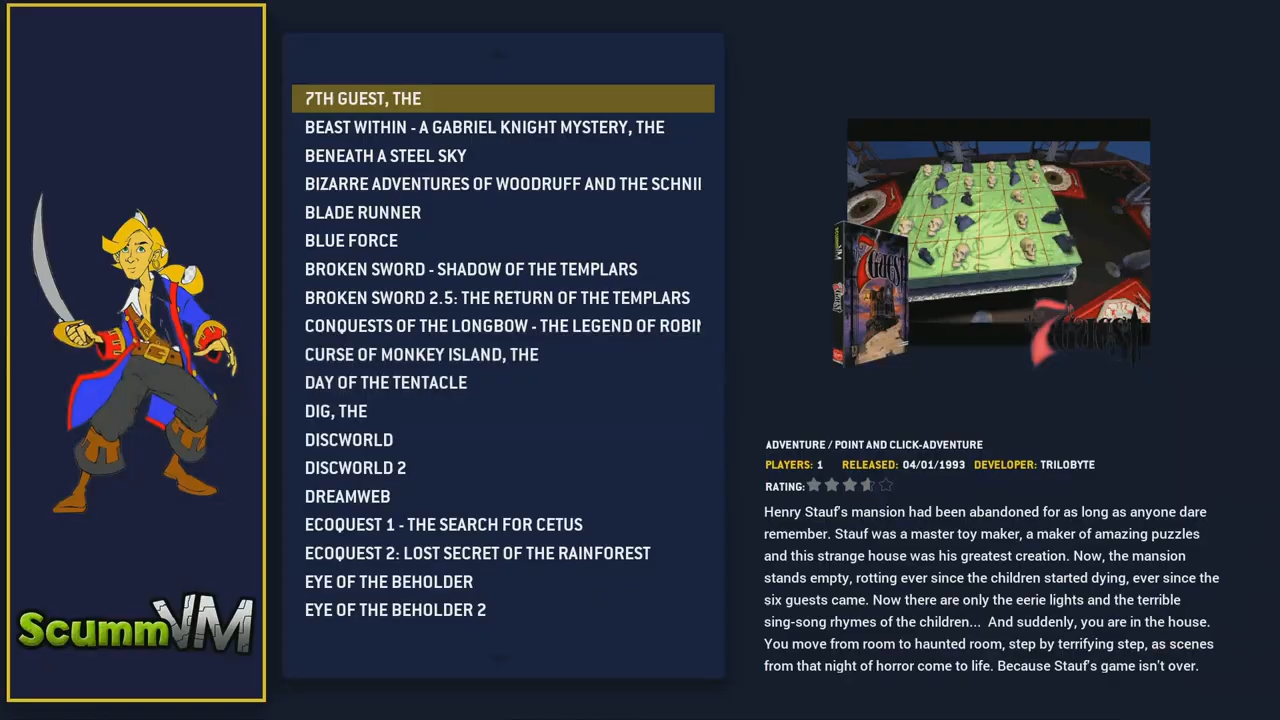 7TH GUEST, THE
BEAST WITHIN - A GABRIEL KNIGHT MYSTERY, THE
BENEATH A STEEL SKY
BIZARRE ADVENTURES OF WOODRUFF AND THE SCHNII
BLADE RUNNER
BLUE FORCE
BROKEN SWORD - SHADOW OF THE TEMPLARS
BROKEN SWORD 2.5: THE RETURN OF THE TEMPLARS
CONQUESTS OF THE LONGBOW - THE LEGEND OF ROBIN
CURSE OF MONKEY ISLAND, THE
DAY OF THE TENTACLE
DIG, THE
DISCWORLD
DISCWORLD 2
DREAMWEB
ECOQUEST 1 - THE SEARCH FOR CETUS
ECOQUEST 2: LOST SECRET OF THE RAINFOREST
EYE OF THE BEHOLDER
EYE OF THE BEHOLDER 2
ScummVM
7th Guest
7th Guest
ADVENTURE / POINT AND CLICK-ADVENTURE
PLAYERS: 1 RELEASED: 04/01/1993 DEVELOPER: TRILOBYTE
RATING:
Henry Stauf's mansion had been abandoned for as long as anyone dare
remember. Stauf was a master toy maker, a maker of amazing puzzles
and this strange house was his greatest creation. Now, the mansion
stands empty, rotting ever since the children started dying, ever since the
six guests came. Now there are only the eerie lights and the terrible
sing-song rhymes of the children... And suddenly, you are in the house.
You move from room to haunted room, step by terrifying step, as scenes
from that night of horror come to life. Because Stauf's game isn't over.